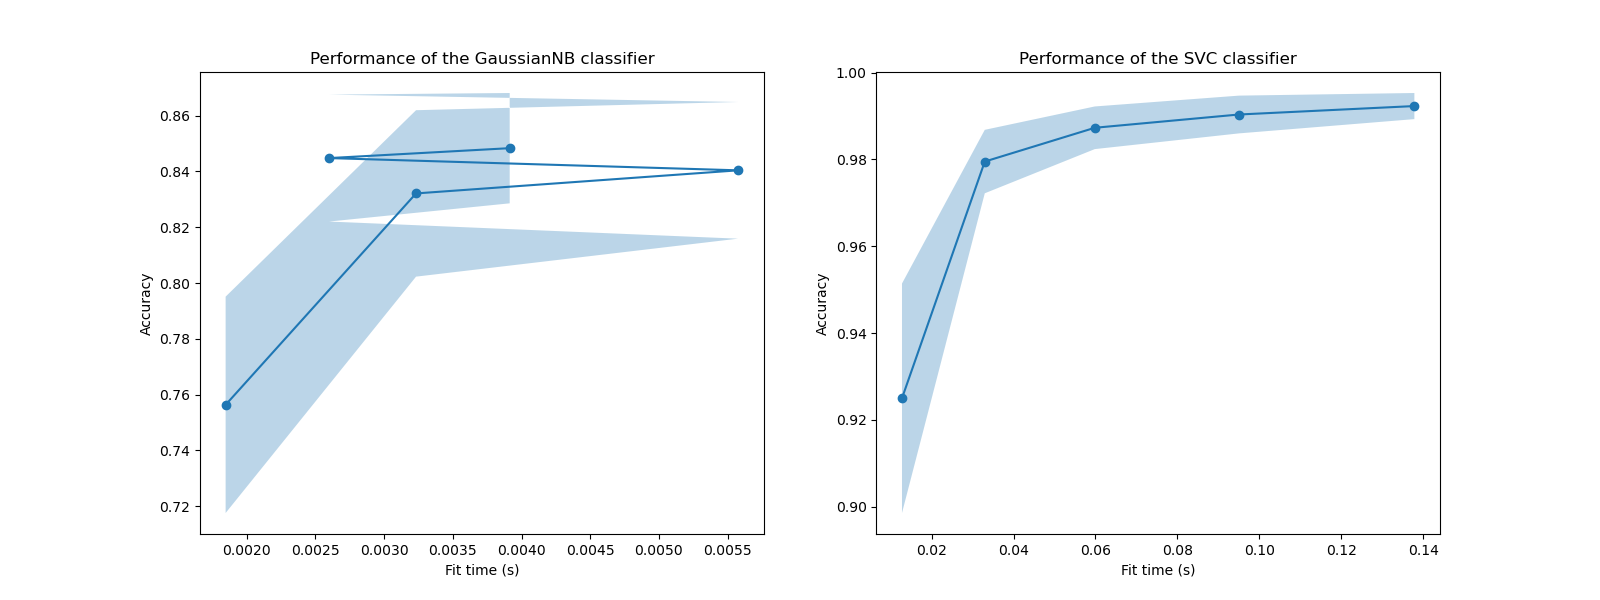 Performance of the GaussianNB classifier
Accuracy
0.86
0.84
0.82
0.80
0.78
0.76
0.74
0.72
0.0020 0.0025 0.0030 0.0035 0.0040 0.0045 0.0050 0.0055
Fit time (s)
Performance of the SVC classifier
Accuracy
1.00
0.98
0.96
0.94
0.92
0.90
0.02 0.04 0.06 0.08 0.10 0.12 0.14
Fit time (s)